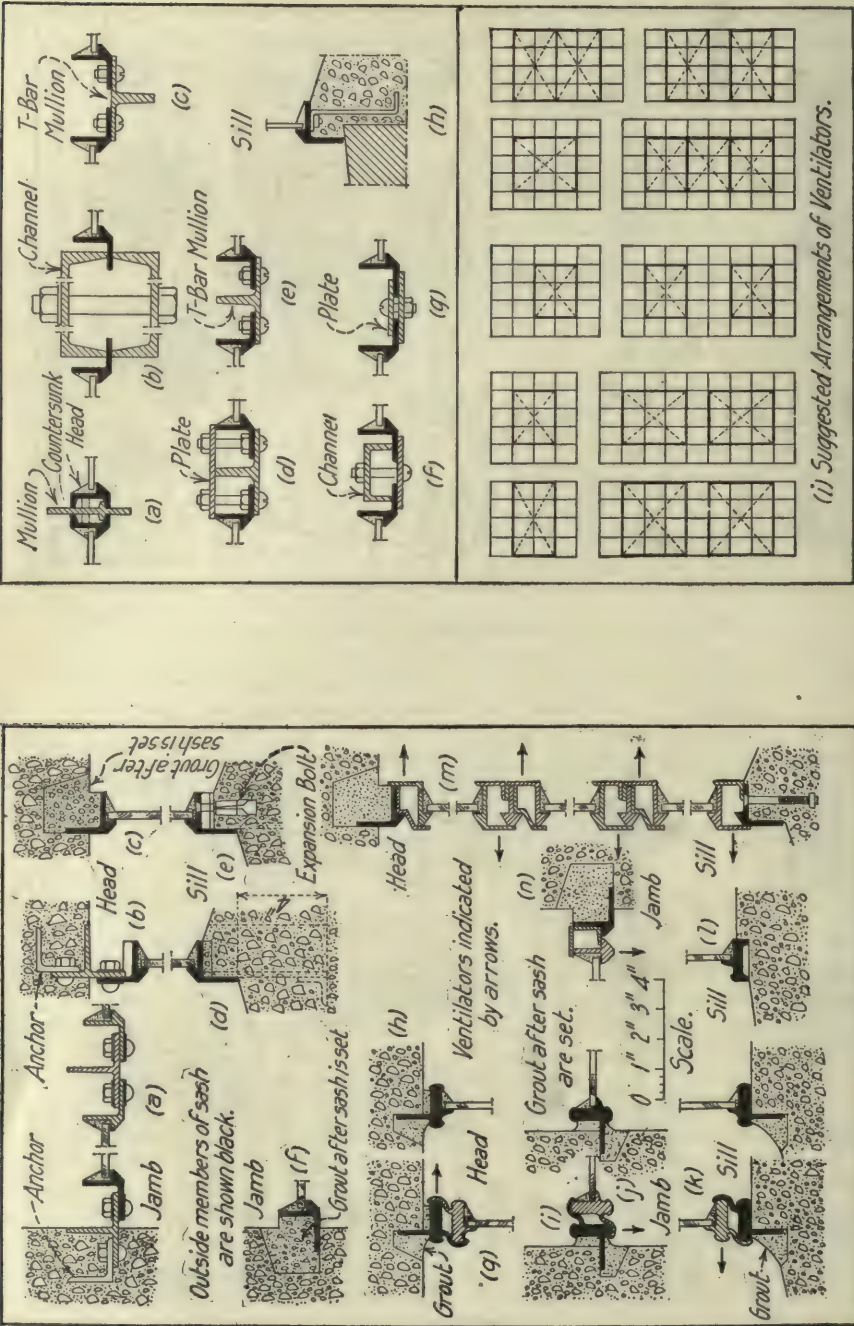 Anchor
Anchor
Jamb
(a)
Head
(b)
Grout after
sash is set
(c)
Outside members of sash
are shown black.
(d)
Sill
(e)
4"
Expansion Bolt
Jamb
(f)
Grout after sash is set
Grout
(g)
Head
(h)
Head
(m)
Ventilators indicated
by arrows.
(i)
(j)
Jamb
Grout after sash
are set.
(n)
Jamb
0 1" 2" 3" 4"
Scale.
Grout
(k)
Sill
Sill
(l)
Sill
Mullion
Countersunk
Head
(a)
Channel
(b)
T-Bar
Mullion
(c)
Plate
(d)
T-Bar Mullion
(e)
Sill
Channel
(f)
Plate
(g)
(h)
(i) Suggested Arrangements of Ventilators.